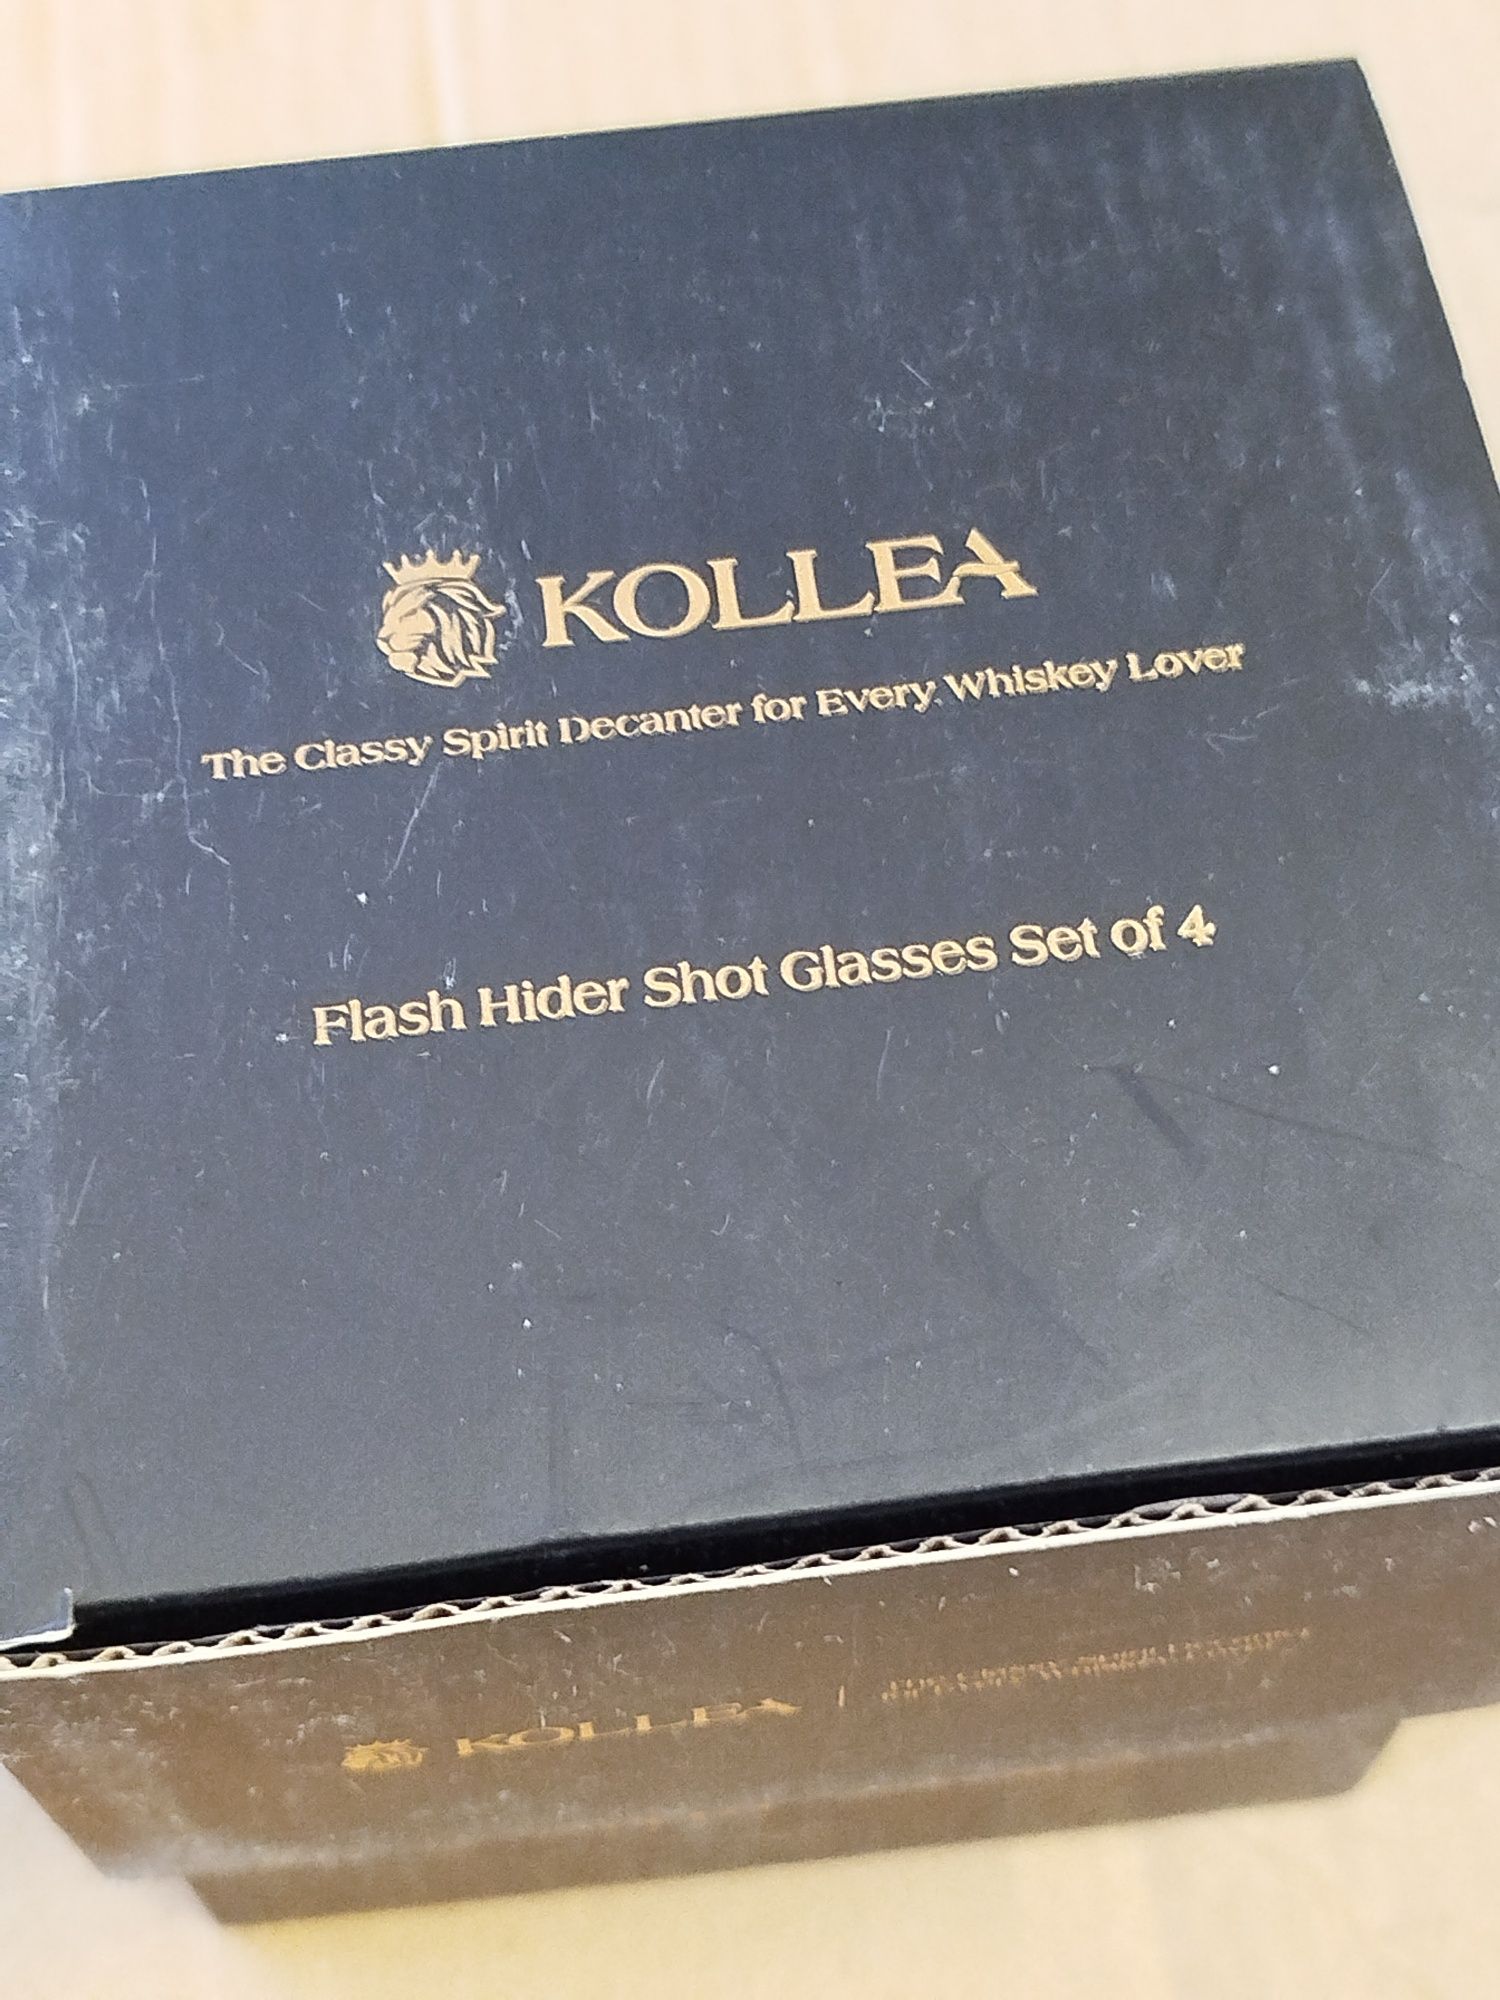 KOLLEA
The Classy Spirit Decanter for Every Whiskey Lover
Flash Hider Shot Glasses Set of 4
KOLLEA |